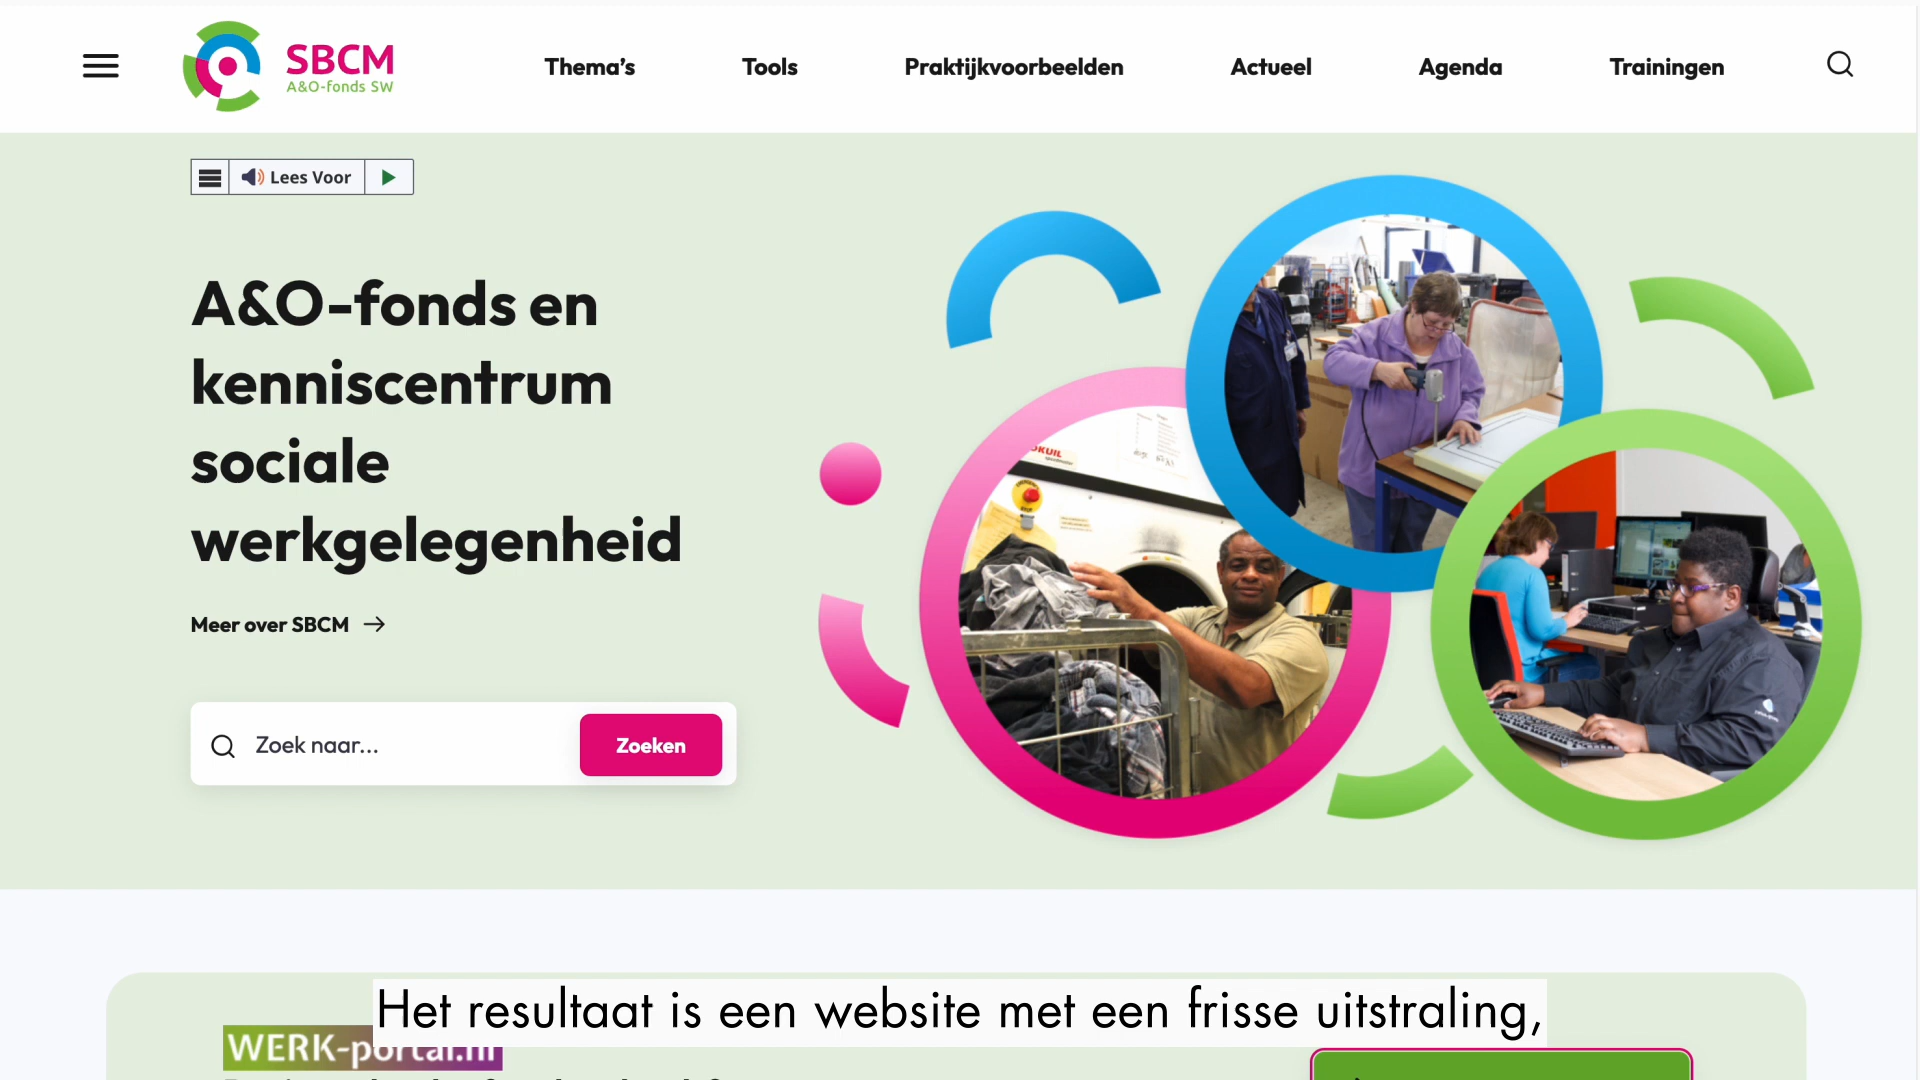 SBCM
A&O-fonds SW
Thema's
Tools
Praktijkvoorbeelden
Actueel
Agenda
Trainingen
Lees Voor
A&O-fonds en
kenniscentrum
sociale
werkgelegenheid
Meer over SBCM
Zoek naar...
Zoeken
Het resultaat is een website met een frisse uitstraling,
WERK-portal.nl